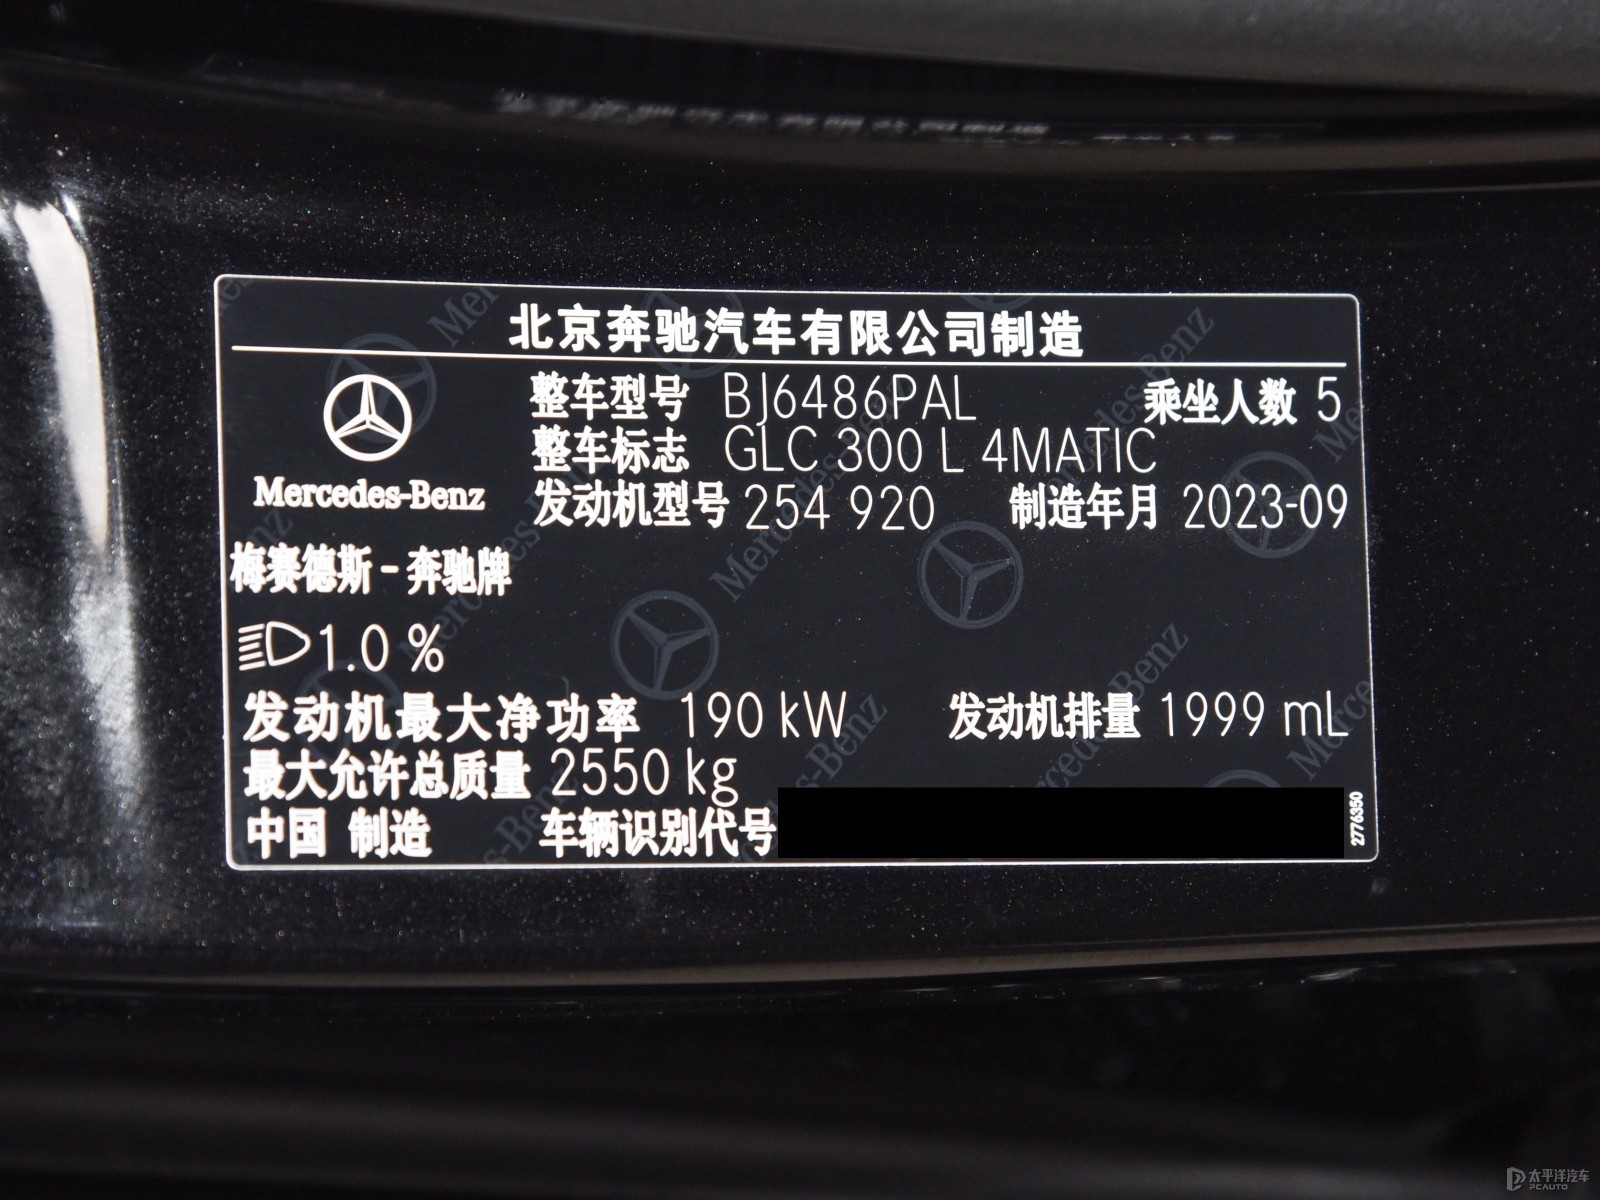 北京奔驰汽车有限公司制造
整车型号 BJ6486PAL 乘坐人数 5
整车标志 GLC 300 L 4MATIC
Mercedes-Benz
发动机型号 254 920 制造年月 2023-09
梅赛德斯-奔驰牌
1.0 %
发动机最大净功率 190 kW 发动机排量 1999 mL
最大允许总质量 2550 kg
中国 制造 车辆识别代号
2776350
太平洋汽车
PCAUTO